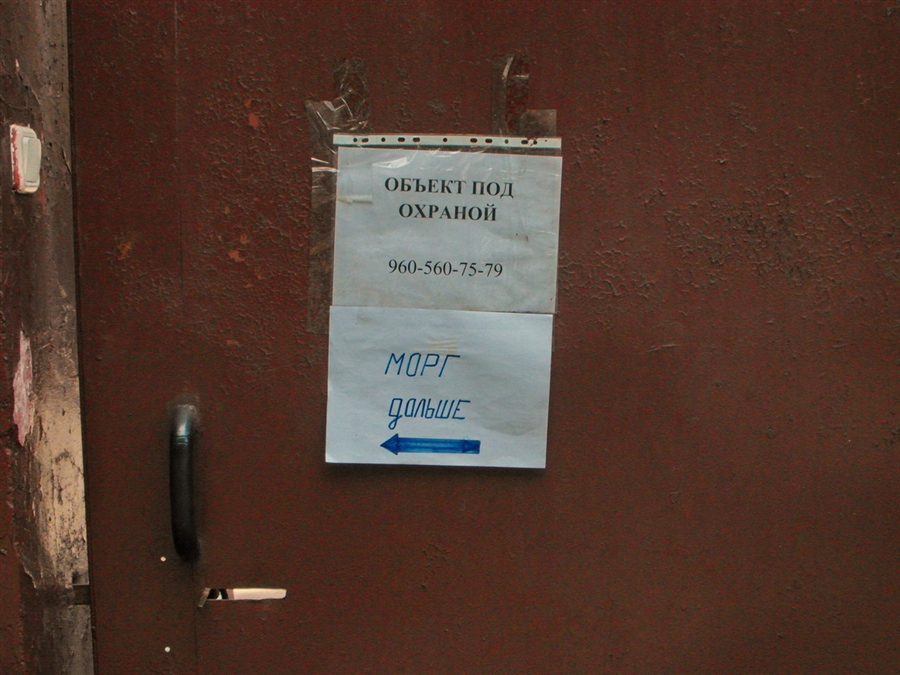 ОБЪЕКТ ПОД
ОХРАНОЙ
960-560-75-79
МОРГ
дальше